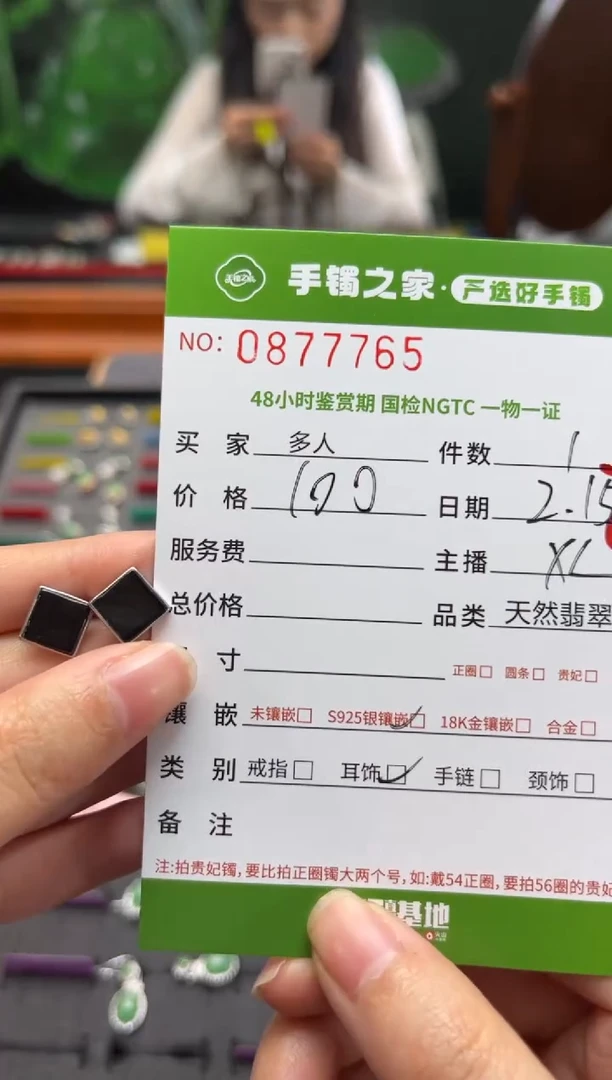 手镯之家·严选好手镯
NO: 0877765
48小时鉴赏期 国检NGTC 一物一证
买 家 多人 件数 1
价 格 100 日期 2.15
服务费 主播 XL
总价格 品类 天然翡翠
寸 正圈□ 圆条□ 贵妃□
镶 嵌 未镶嵌□ S925银镶嵌☑ 18K金镶嵌□ 合金□
类 别 戒指□ 耳饰☑ 手链□ 颈饰□
备 注
注:拍贵妃镯,要比拍正圈镯大两个号,如:戴54正圈,要拍56圈的贵妃
基地